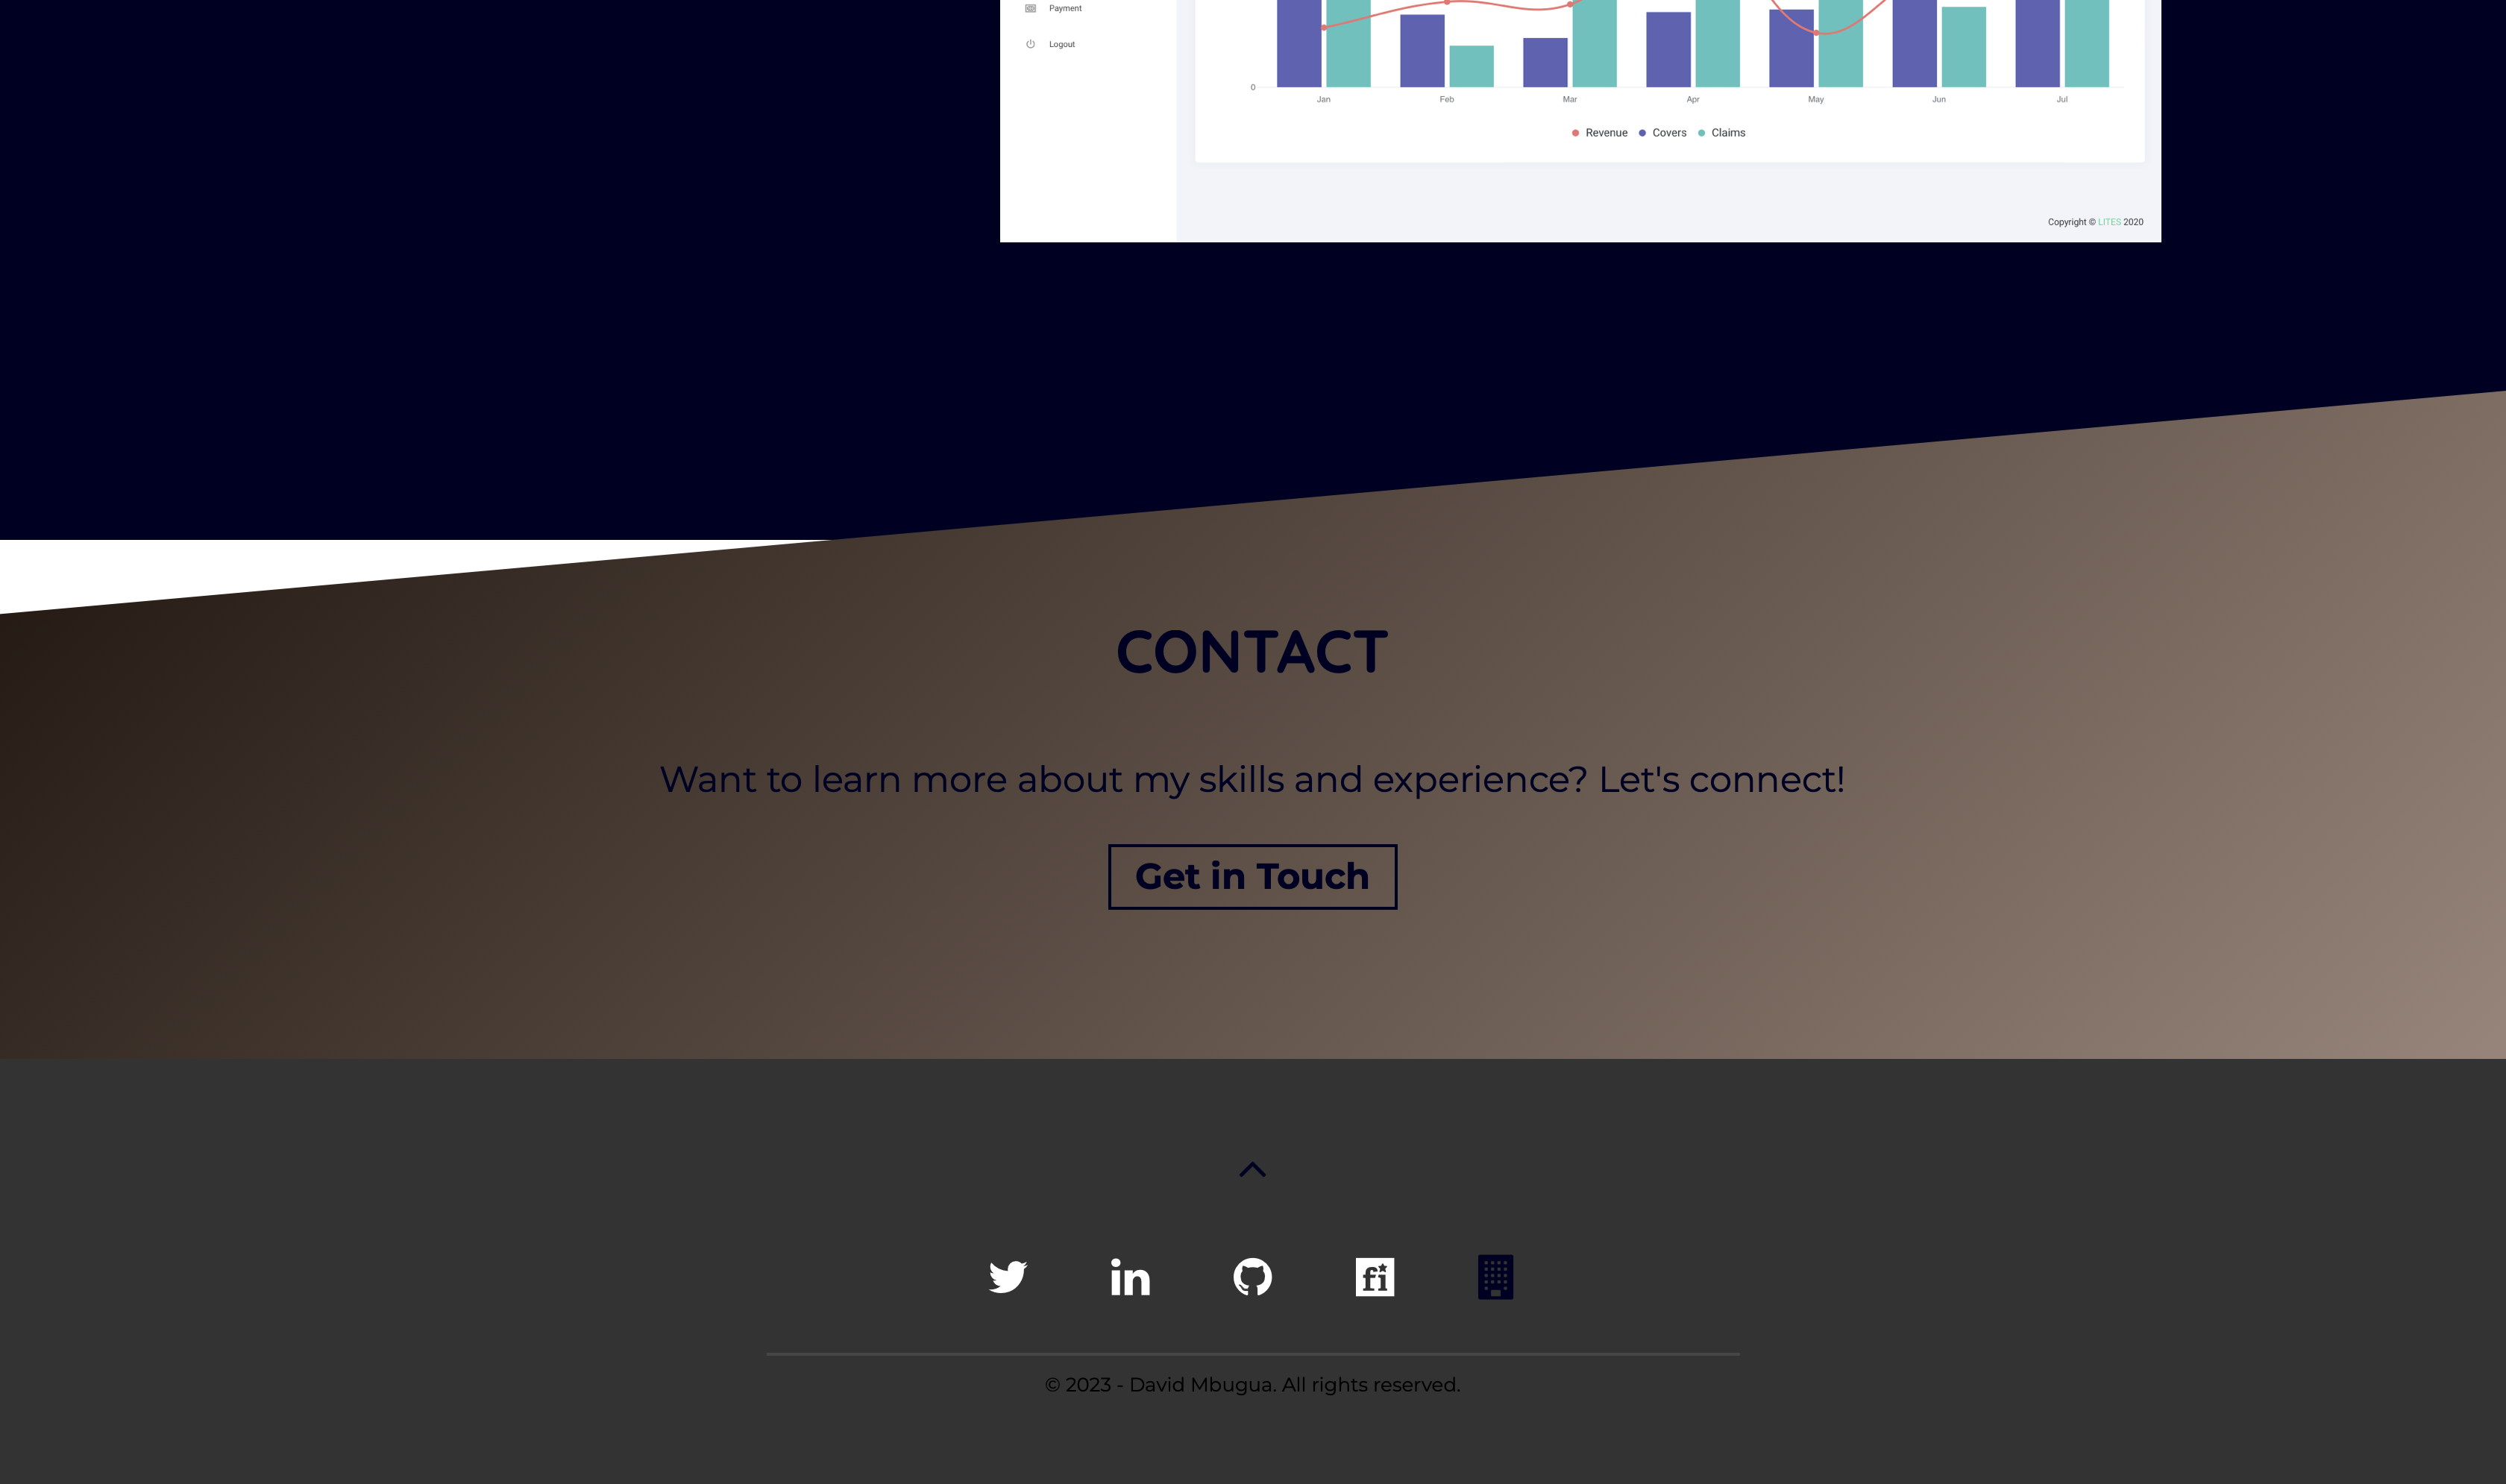 Payment
Logout
0
Jan Feb Mar Apr May Jun Jul
Revenue Covers Claims
Copyright © LITES 2020
CONTACT
Want to learn more about my skills and experience? Let's connect!
Get in Touch
in fi
© 2023 - David Mbugua. All rights reserved.